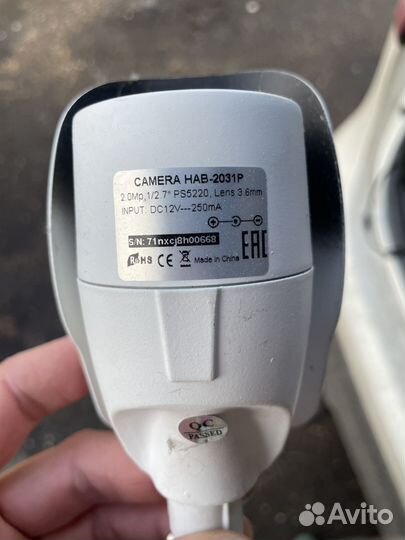 CAMERA HAB-2031P
2.0Mp,1/2.7" PS5220, Lens 3.6mm
INPUT: DC12V---250mA
S/N: 71nxcj8h00668
RoHS CE Made in China EAC
QC
PASSED
Avito